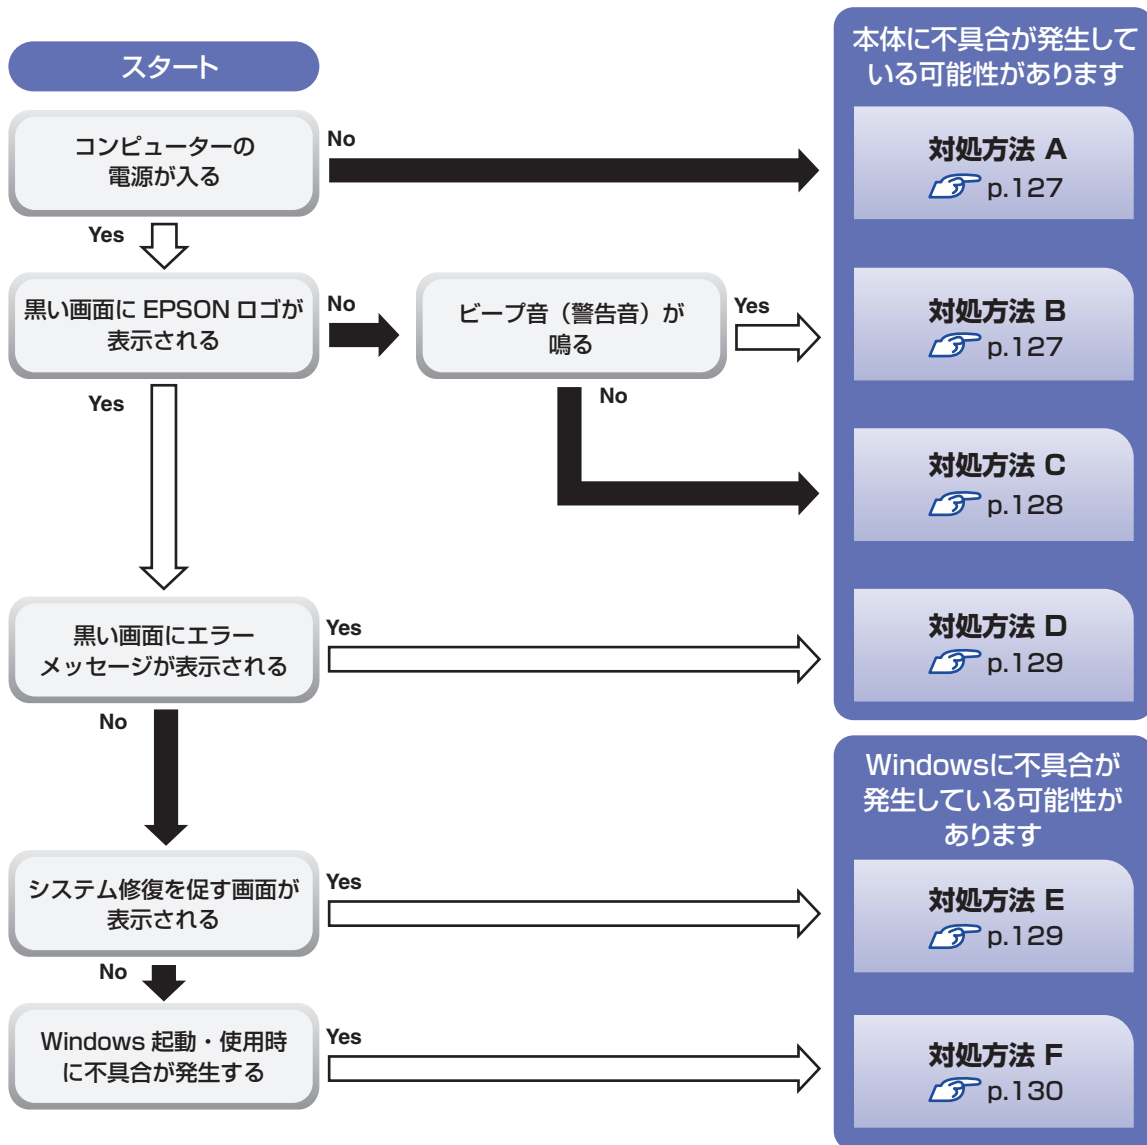 スタート
本体に不具合が発生して
いる可能性があります
コンピューターの
電源が入る
No
対処方法 A
p.127
Yes
黒い画面に EPSON ロゴが
表示される
No
ビープ音（警告音）が
鳴る
Yes
対処方法 B
p.127
Yes
No
対処方法 C
p.128
黒い画面にエラー
メッセージが表示される
Yes
対処方法 D
p.129
No
Windowsに不具合が
発生している可能性が
あります
システム修復を促す画面が
表示される
Yes
対処方法 E
p.129
No
Windows 起動・使用時
に不具合が発生する
Yes
対処方法 F
p.130